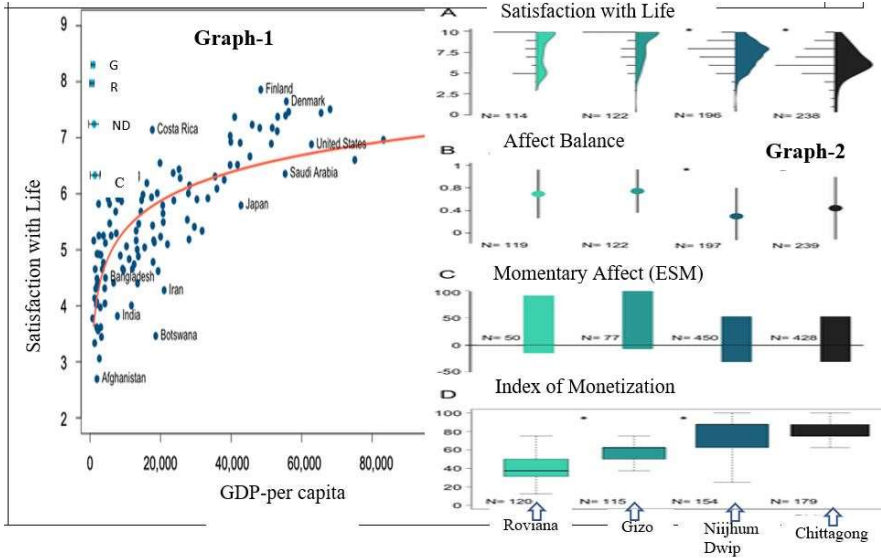 Graph-1
Satisfaction with Life
9
8
7
6
5
4
3
2
G
R
ND
C
Finland
Denmark
Costa Rica
United States
Saudi Arabia
Japan
Bangladesh
Iran
India
Botswana
Afghanistan
0
20,000
40,000
60,000
80,000
GDP-per capita
A
Satisfaction with Life
10
7.5
5
2.5
0
N= 114
N= 122
N= 196
N= 238
B
Affect Balance
Graph-2
1
0.8
0.4
0
N= 119
N= 122
N= 197
N= 239
C
Momentary Affect (ESM)
100
50
0
-50
N= 50
N= 77
N= 450
N= 428
D
Index of Monetization
100
80
60
40
20
0
N= 120
N= 115
N= 154
N= 179
Roviana
Gizo
Niijhum
Dwip
Chittagong